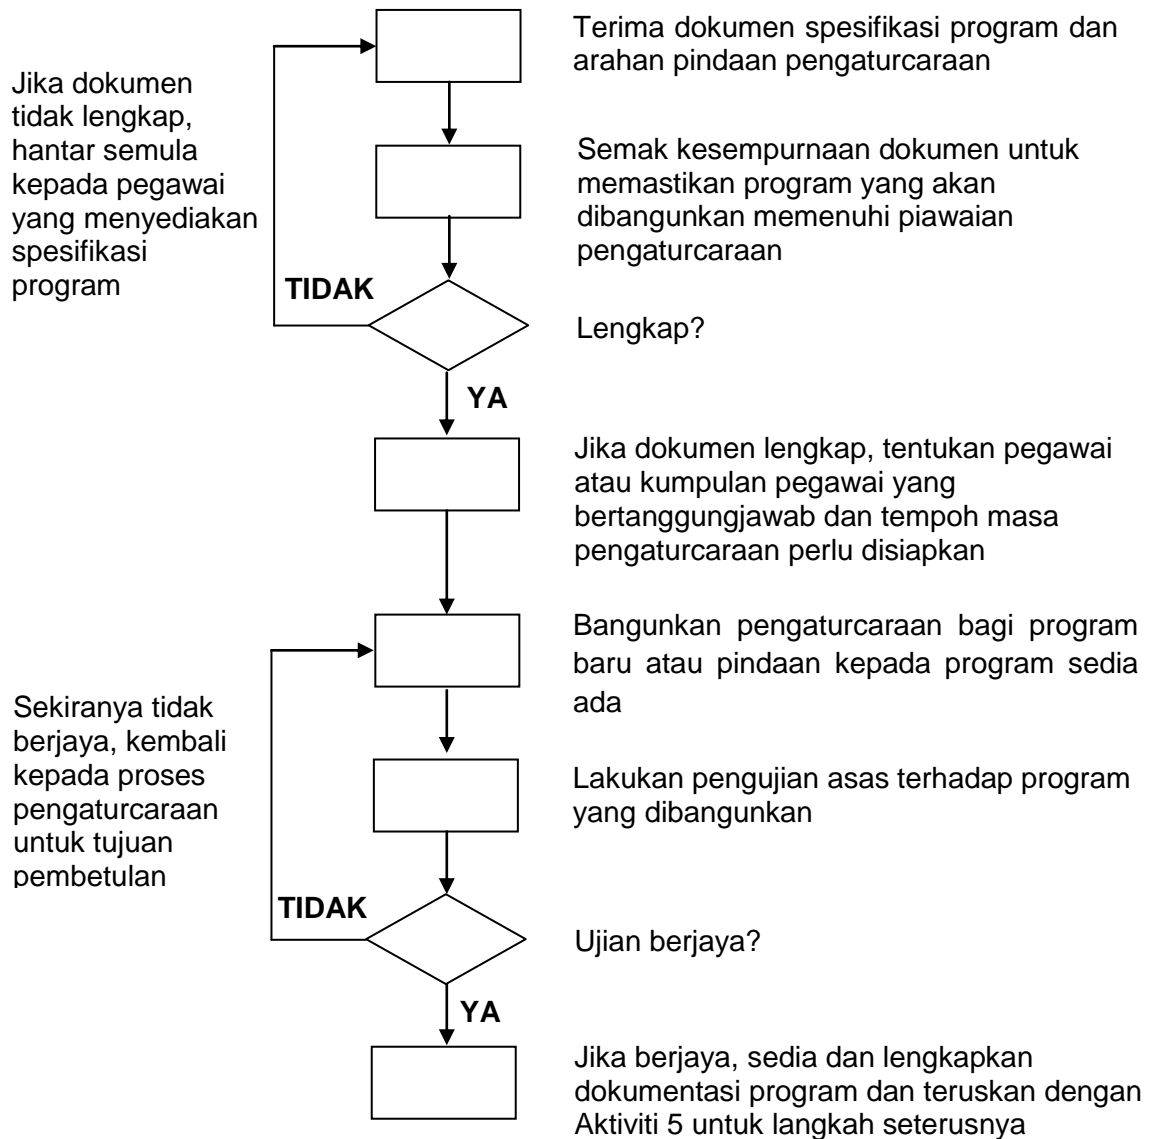 Terima dokumen spesifikasi program dan
arahan pindaan pengaturcaraan
Jika dokumen
tidak lengkap,
hantar semula
kepada pegawai
yang menyediakan
spesifikasi
program
Semak kesempurnaan dokumen untuk
memastikan program yang akan
dibangunkan memenuhi piawaian
pengaturcaraan
TIDAK
Lengkap?
YA
Jika dokumen lengkap, tentukan pegawai
atau kumpulan pegawai yang
bertanggungjawab dan tempoh masa
pengaturcaraan perlu disiapkan
Bangunkan pengaturcaraan bagi program
baru atau pindaan kepada program sedia
ada
Sekiranya tidak
berjaya, kembali
kepada proses
pengaturcaraan
untuk tujuan
pembetulan
Lakukan pengujian asas terhadap program
yang dibangunkan
TIDAK
Ujian berjaya?
YA
Jika berjaya, sedia dan lengkapkan
dokumentasi program dan teruskan dengan
Aktiviti 5 untuk langkah seterusnya